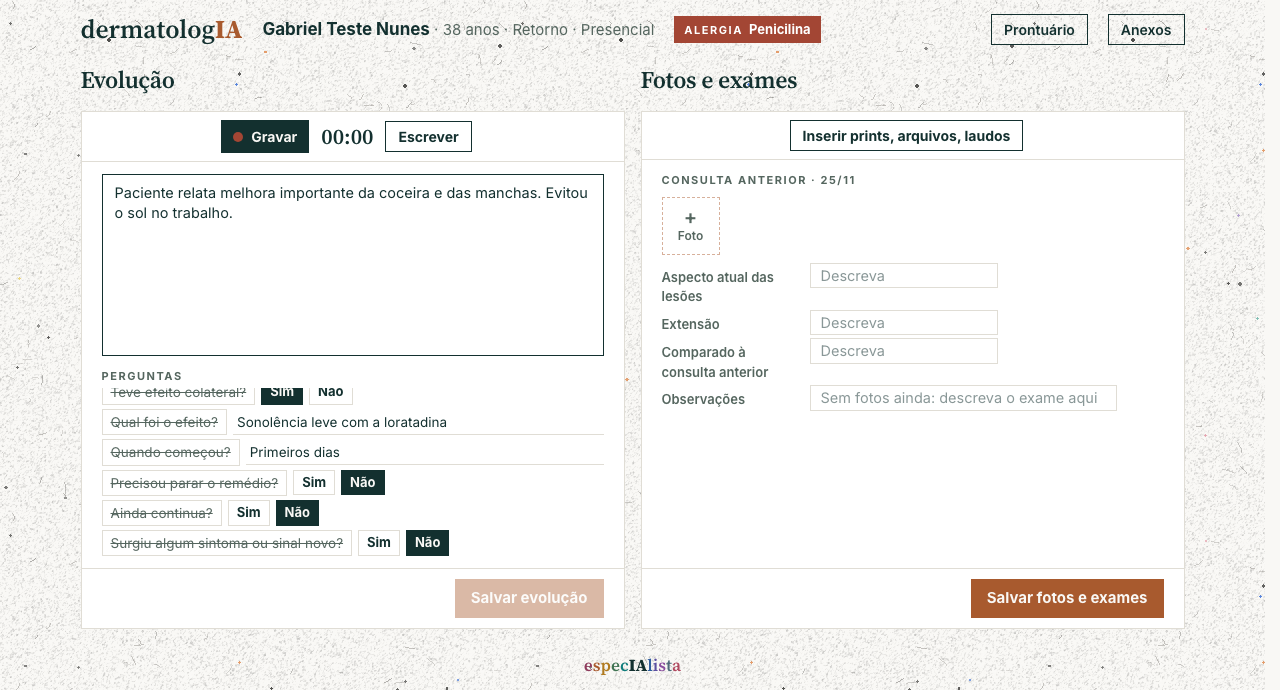 dermatologIA
Gabriel Teste Nunes · 38 anos · Retorno · Presencial
ALERGIA Penicilina
Prontuário
Anexos
Evolução
Gravar
00:00
Escrever
Paciente relata melhora importante da coceira e das manchas. Evitou
o sol no trabalho.
PERGUNTAS
Teve efeito colateral? Sim Não
Qual foi o efeito? Sonolência leve com a loratadina
Quando começou? Primeiros dias
Precisou parar o remédio? Sim Não
Ainda continua? Sim Não
Surgiu algum sintoma ou sinal novo? Sim Não
Salvar evolução
Fotos e exames
Inserir prints, arquivos, laudos
CONSULTA ANTERIOR · 25/11
+
Foto
Aspecto atual das
lesões
Descreva
Extensão
Descreva
Comparado à
consulta anterior
Descreva
Observações
Sem fotos ainda: descreva o exame aqui
Salvar fotos e exames
especIAlista